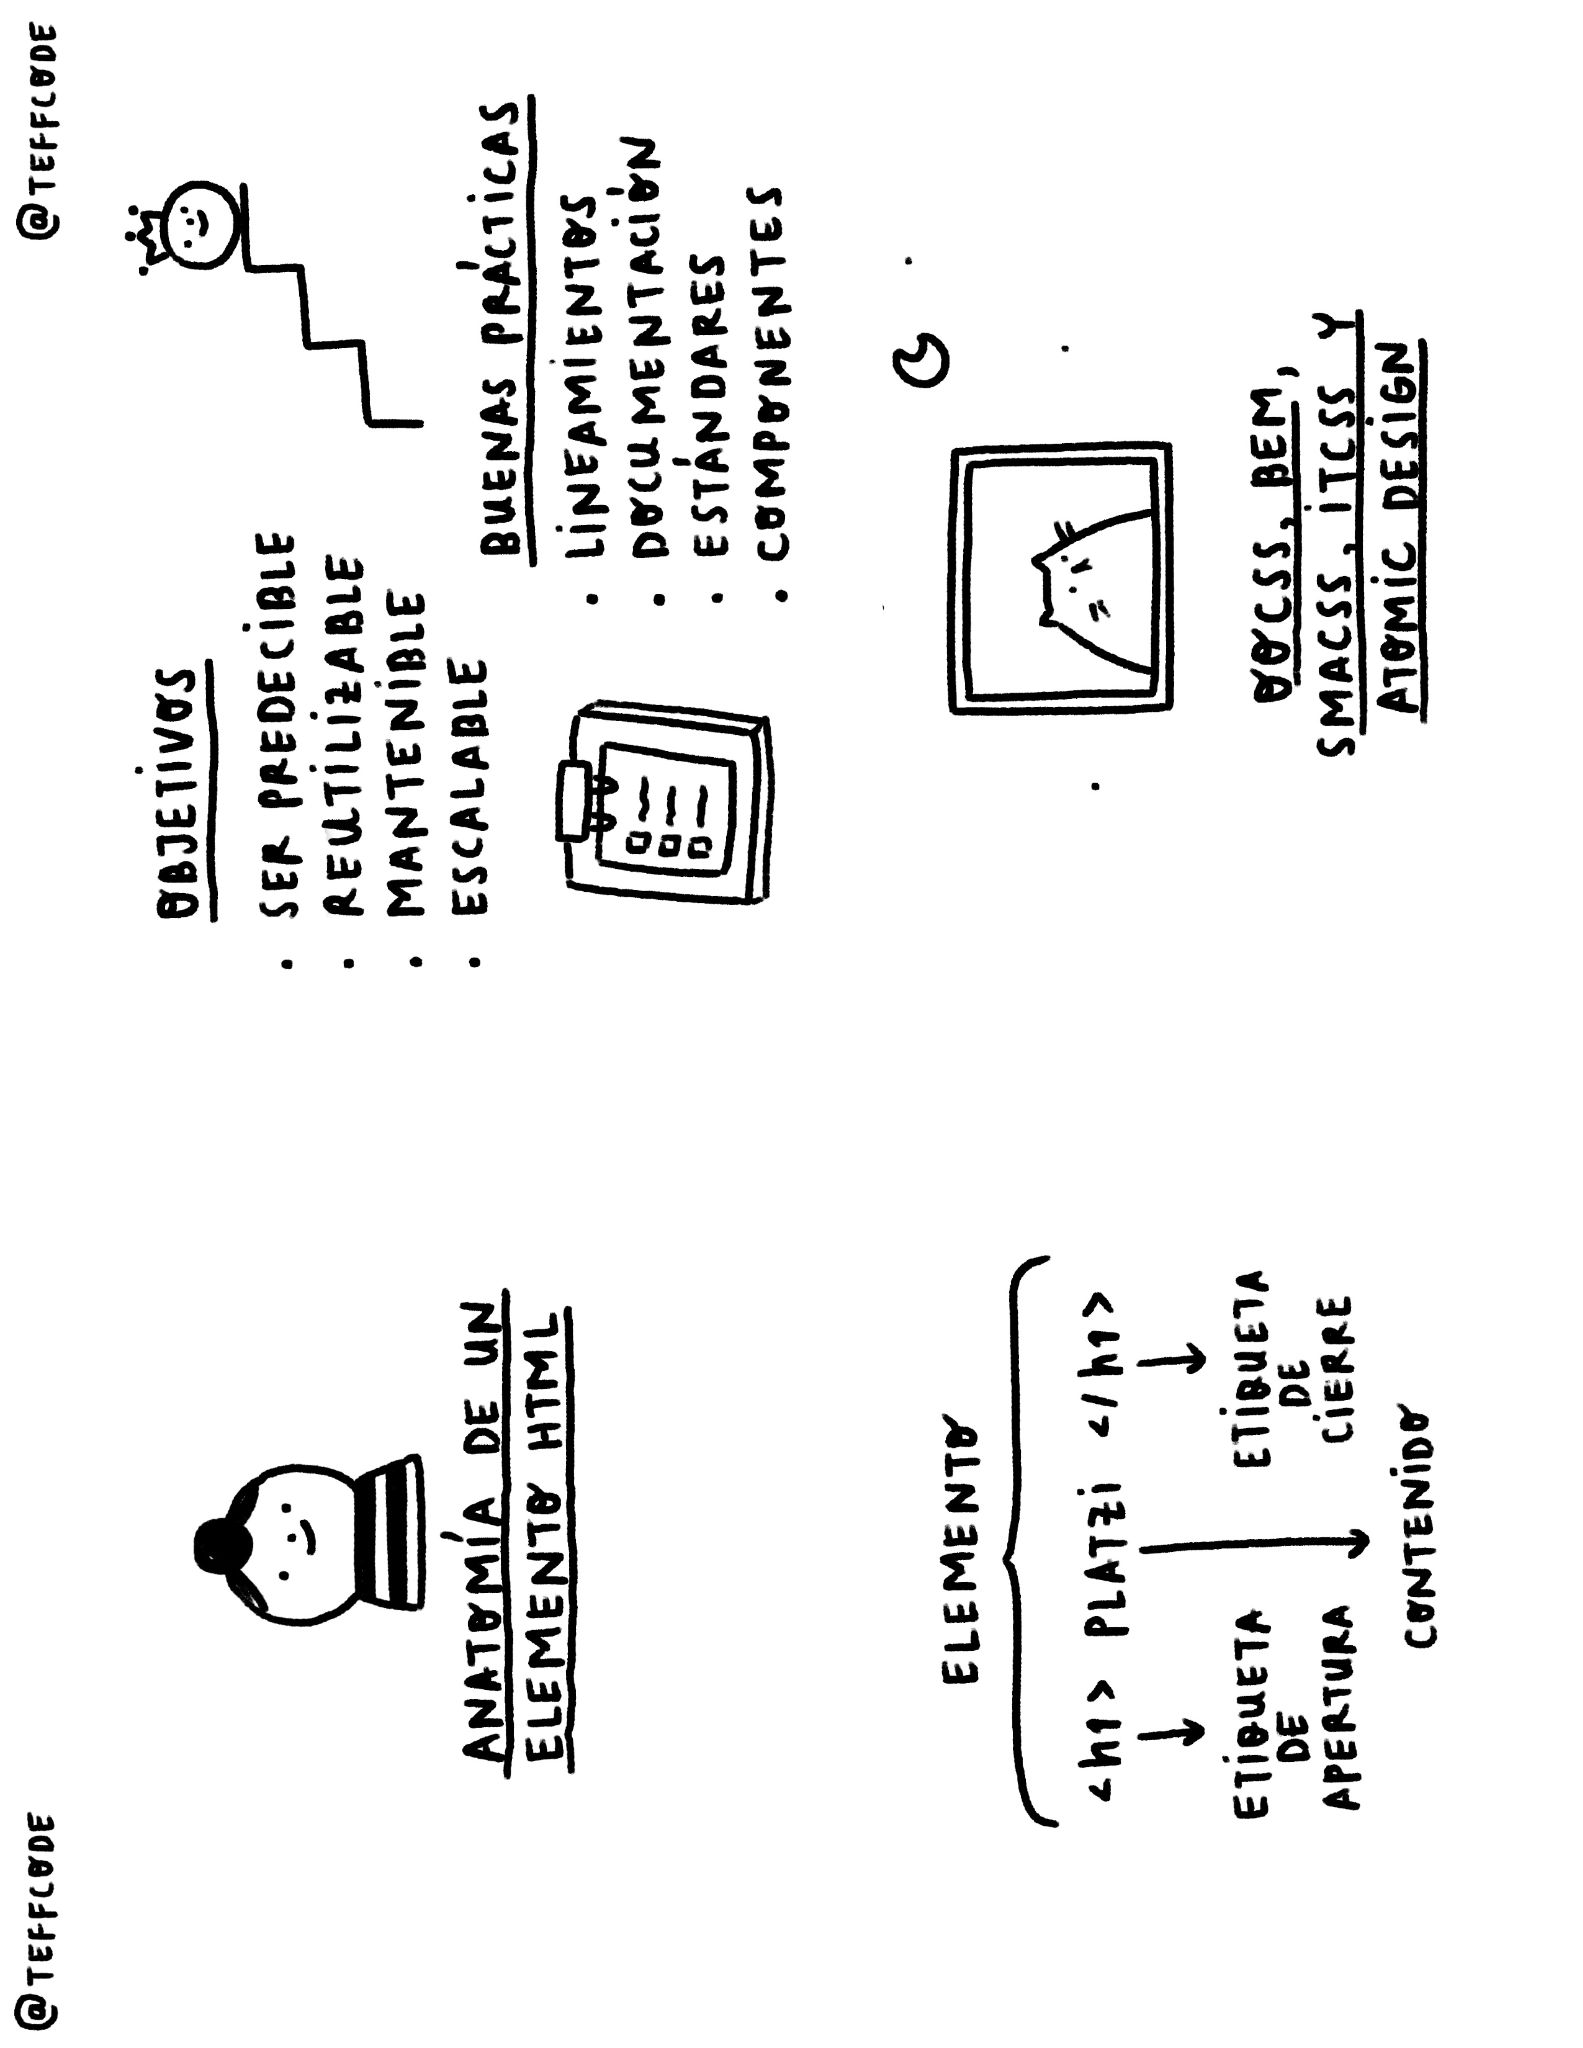 @TEFFCODE
ANATOMÍA DE UN
ELEMENTO HTML
ELEMENTO
<h1> PLATZI </h1>
ETIQUETA
DE
APERTURA
ETIQUETA
DE
CIERRE
CONTENIDO
@TEFFCODE
OBJETIVOS
• SER PREDECIBLE
• REUTILIZABLE
• MANTENIBLE
• ESCALABLE
BUENAS PRÁCTICAS
• LINEAMIENTOS
• DOCUMENTACIÓN
• ESTÁNDARES
• COMPONENTES
OOCSS, BEM,
SMACSS, ITCSS Y
ATOMIC DESIGN